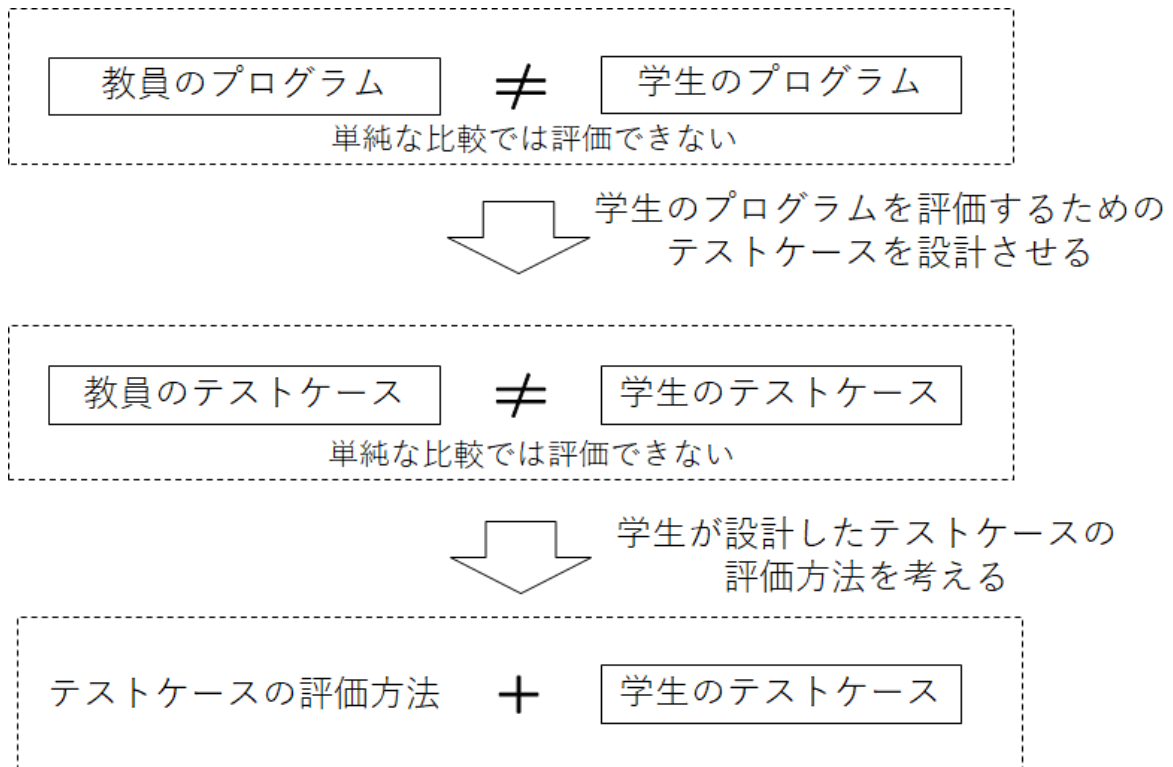 教員のプログラム ≠ 学生のプログラム
単純な比較では評価できない
学生のプログラムを評価するための
テストケースを設計させる
教員のテストケース ≠ 学生のテストケース
単純な比較では評価できない
学生が設計したテストケースの
評価方法を考える
テストケースの評価方法 + 学生のテストケース